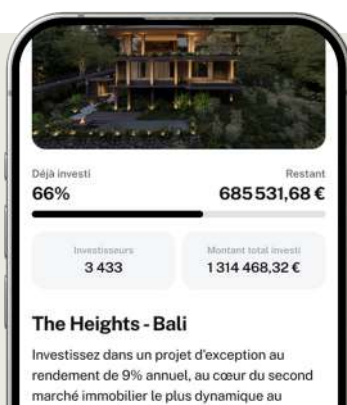 Déjà investi Restant
66% 685 531,68 €
Investisseurs Montant total investi
3 433 1 314 468,32 €
The Heights - Bali
Investissez dans un projet d'exception au
rendement de 9% annuel, au cœur du second
marché immobilier le plus dynamique au